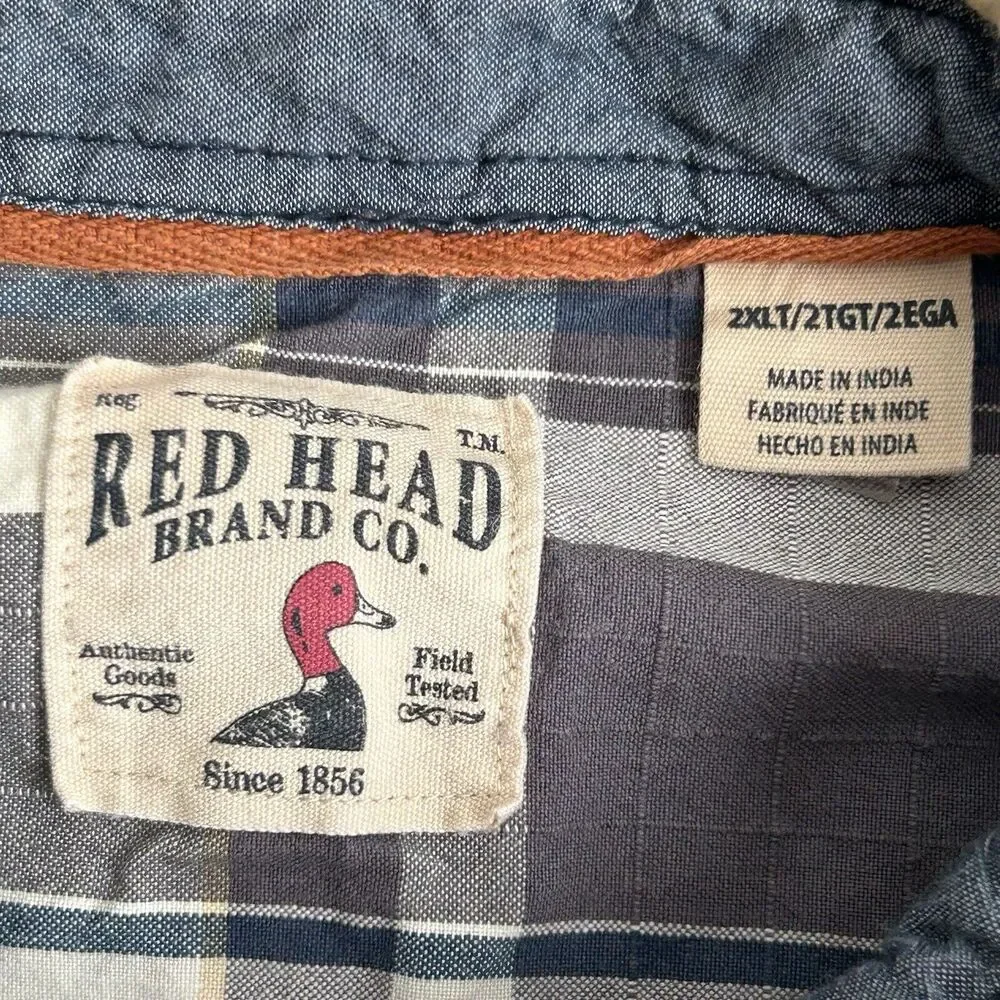 Reg
T.M.
RED HEAD
BRAND CO.
Authentic
Goods
Field
Tested
Since 1856
2XLT/2TGT/2EGA
MADE IN INDIA
FABRIQUÉ EN INDE
HECHO EN INDIA